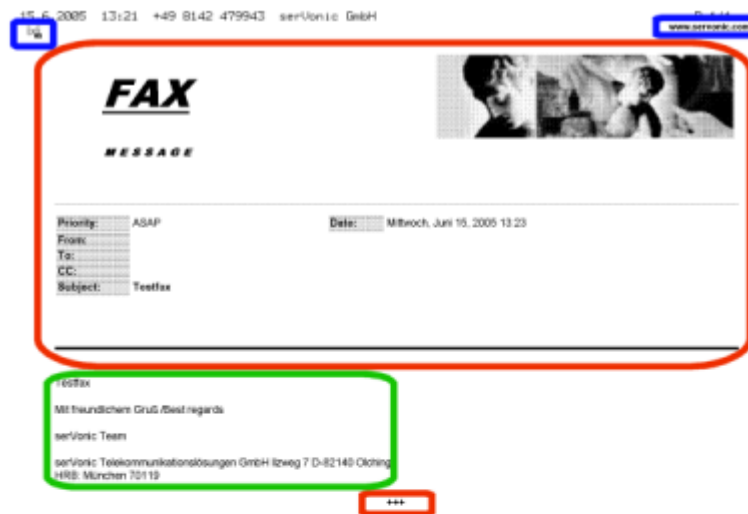 15.6.2005 13:21 +49 8142 479943 serVonic GmbH
www.servonic.com
FAX
MESSAGE
Priority: ASAP Date: Mittwoch, Juni 15, 2005 13:23
From:
To:
CC:
Subject: Testfax
Testfax
Mit freundlichem Gruß /Best regards
serVonic Team
serVonic Telekommunikationslösungen GmbH Ilzweg 7 D-82140 Olching
HRB: München 70119
+++